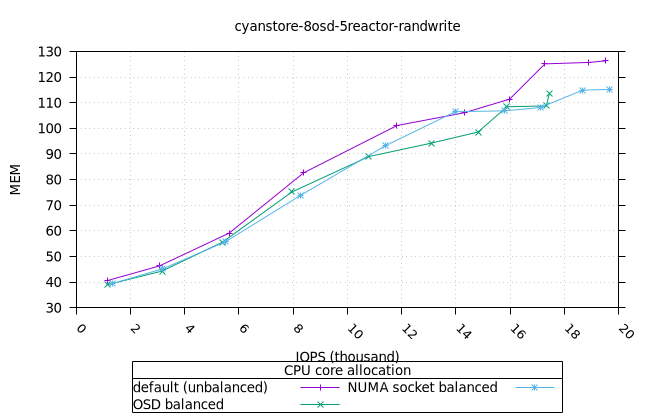 cyanstore-8osd-5reactor-randwrite
130
120
110
100
90
80
70
60
50
40
30
MEM
0 2 4 6 8 10 12 14 16 18 20
IOPS (thousand)
CPU core allocation
default (unbalanced) NUMA socket balanced
OSD balanced